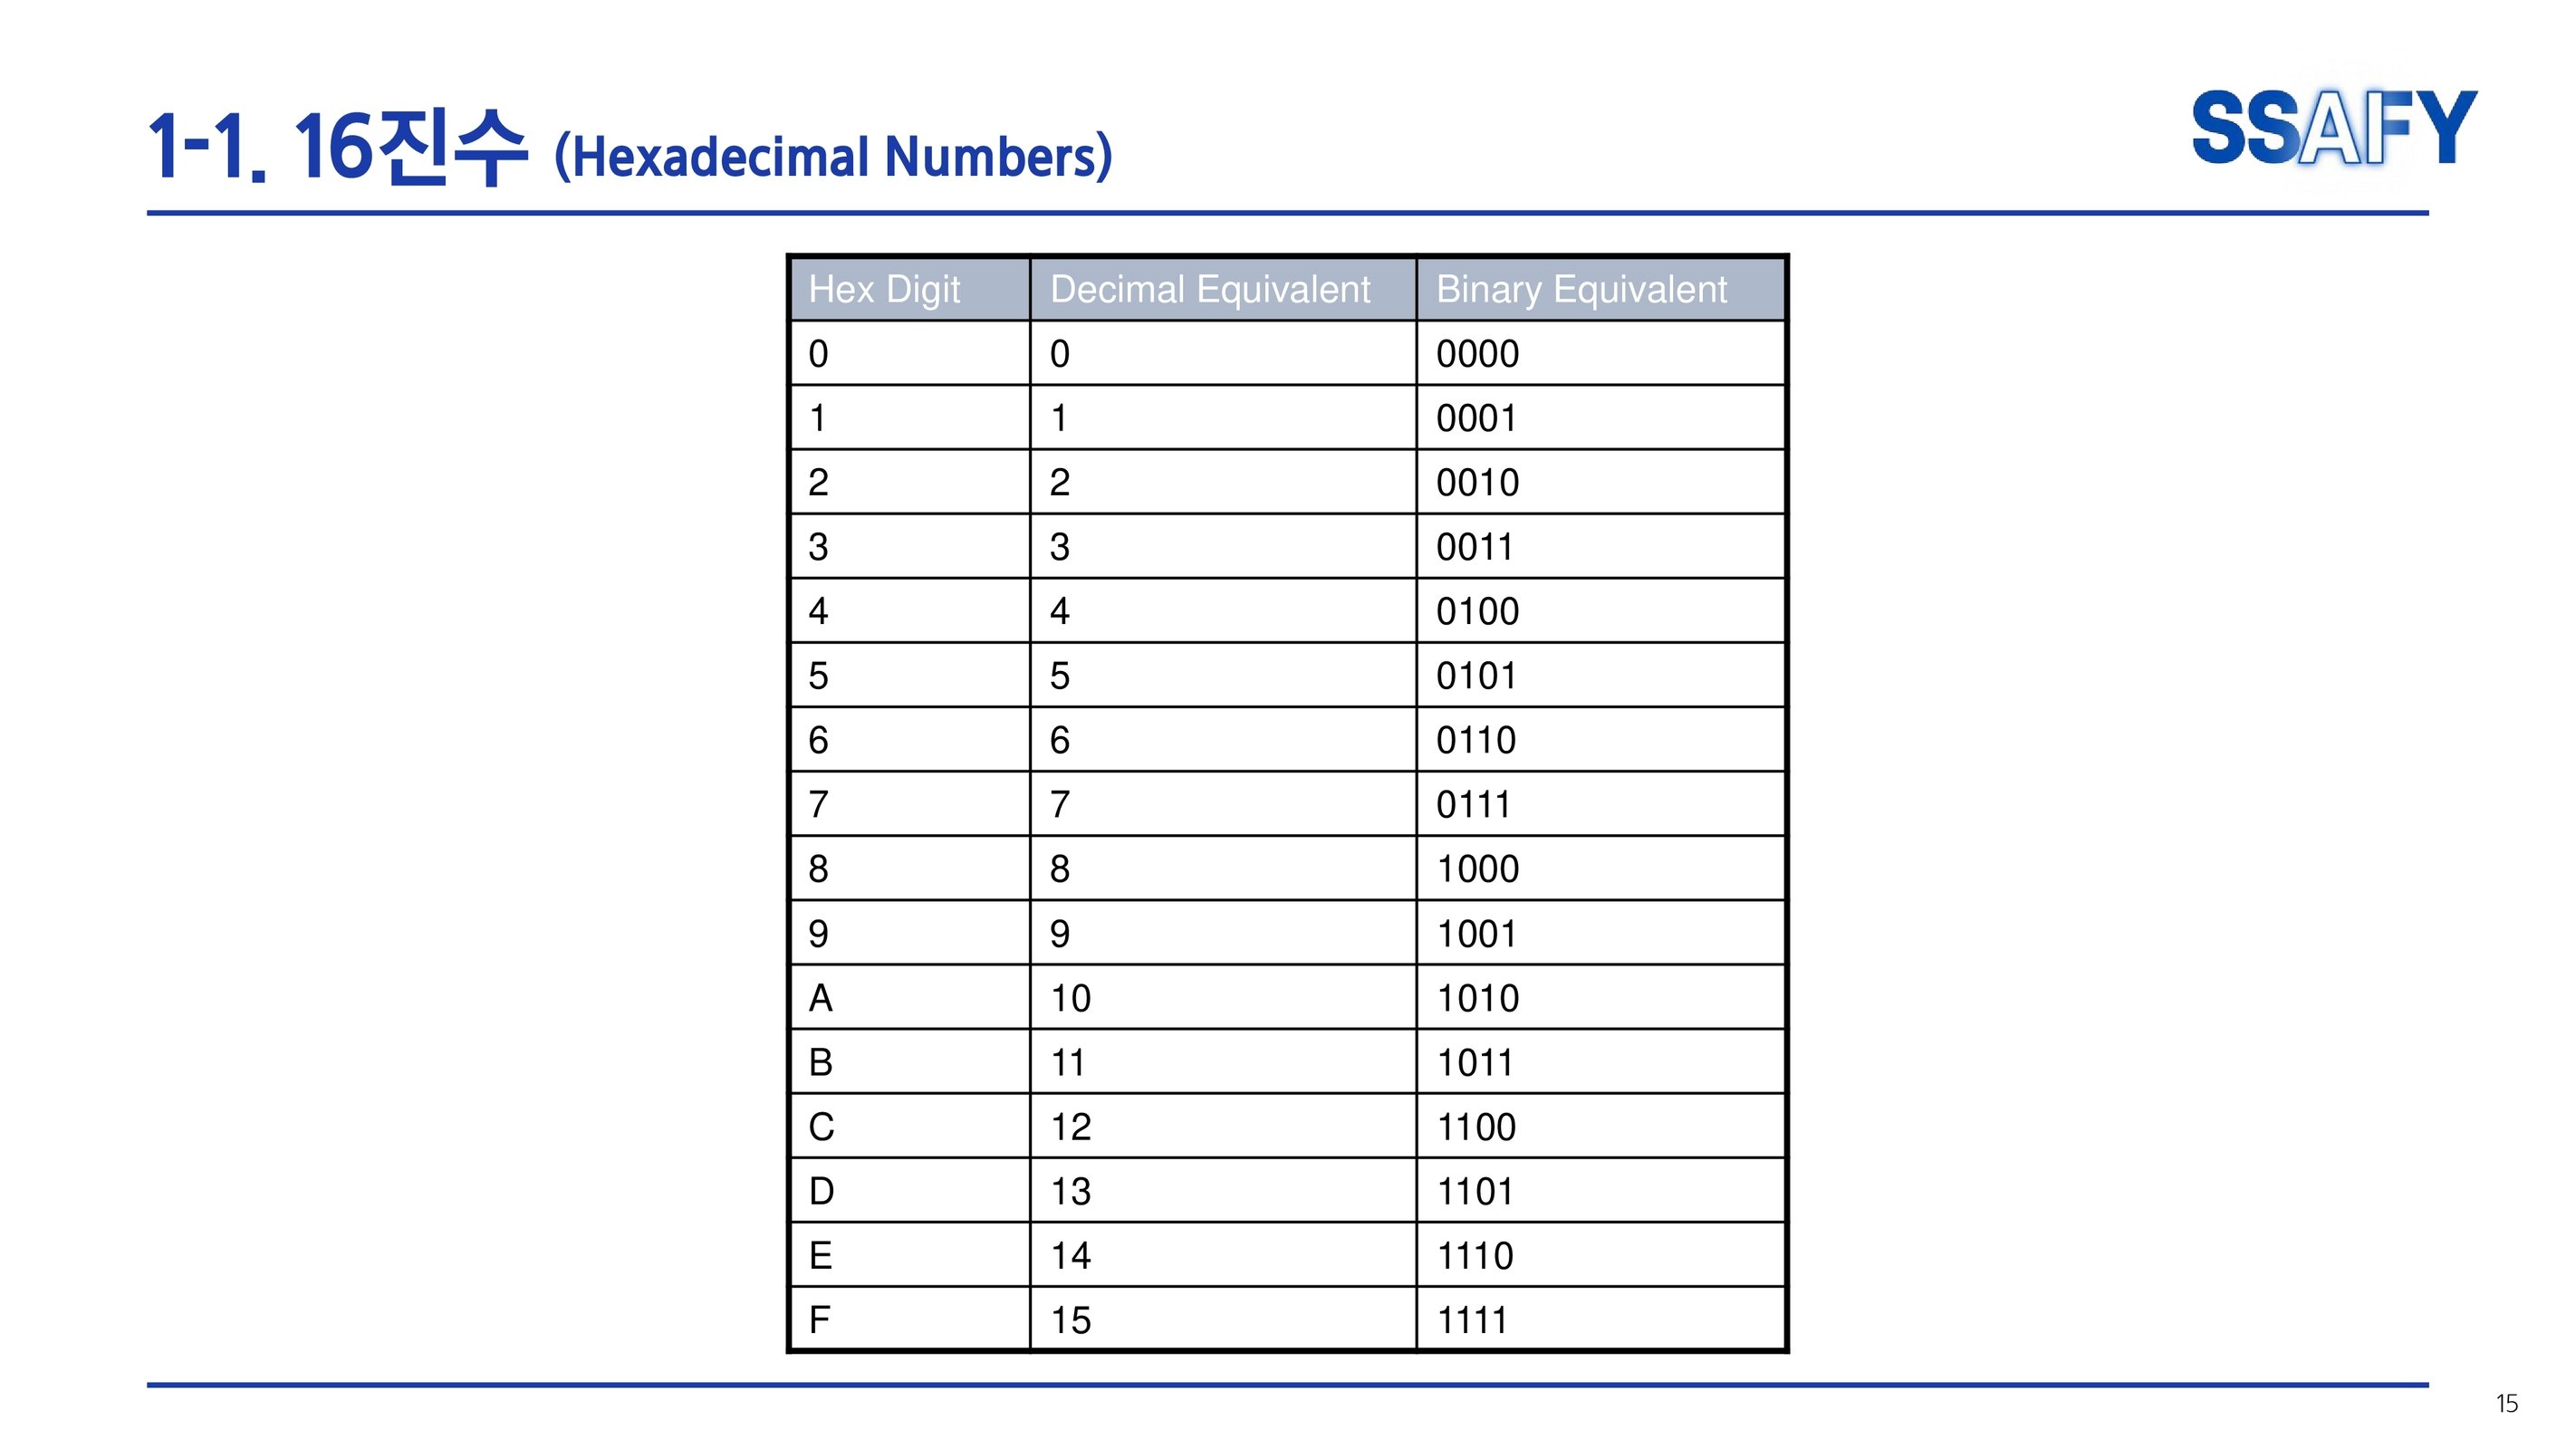 1-1. 16진수 (Hexadecimal Numbers)
SSAFY
Hex Digit Decimal Equivalent Binary Equivalent
0 0 0000
1 1 0001
2 2 0010
3 3 0011
4 4 0100
5 5 0101
6 6 0110
7 7 0111
8 8 1000
9 9 1001
A 10 1010
B 11 1011
C 12 1100
D 13 1101
E 14 1110
F 15 1111
15